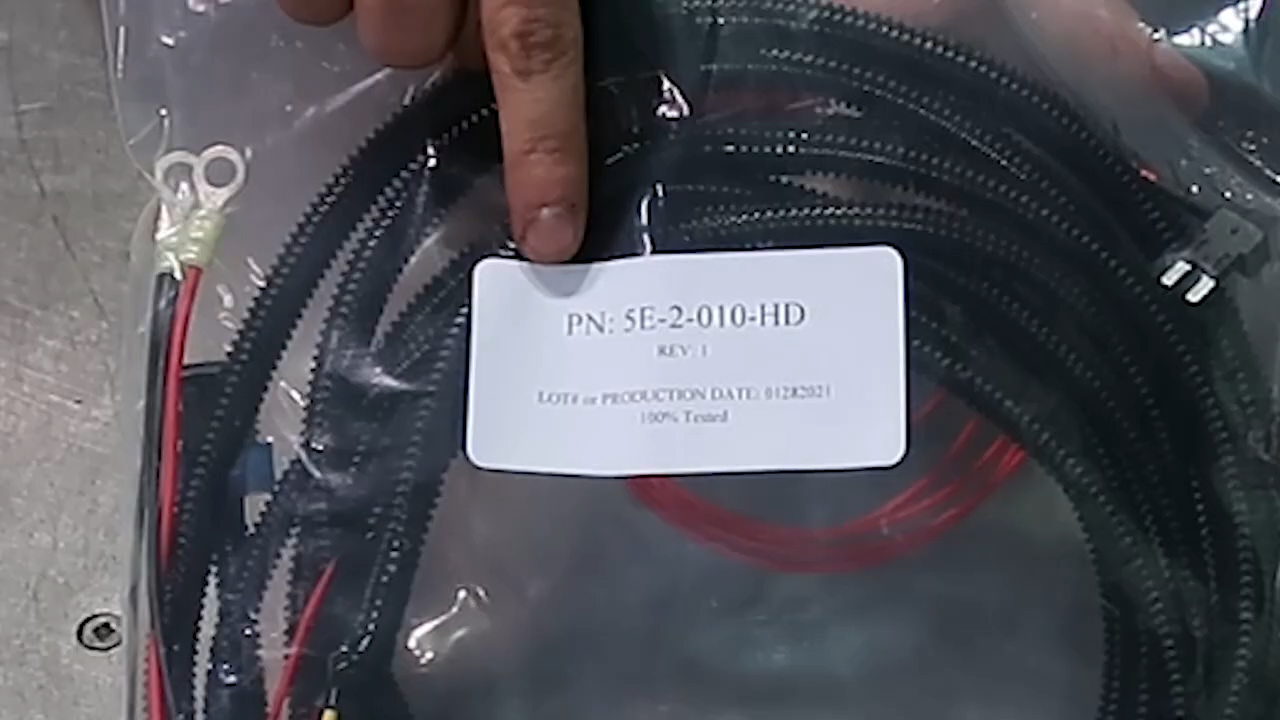 PN: 5E-2-010-HD
REV: 1
LOT# or PRODUCTION DATE: 01282021
100% Tested